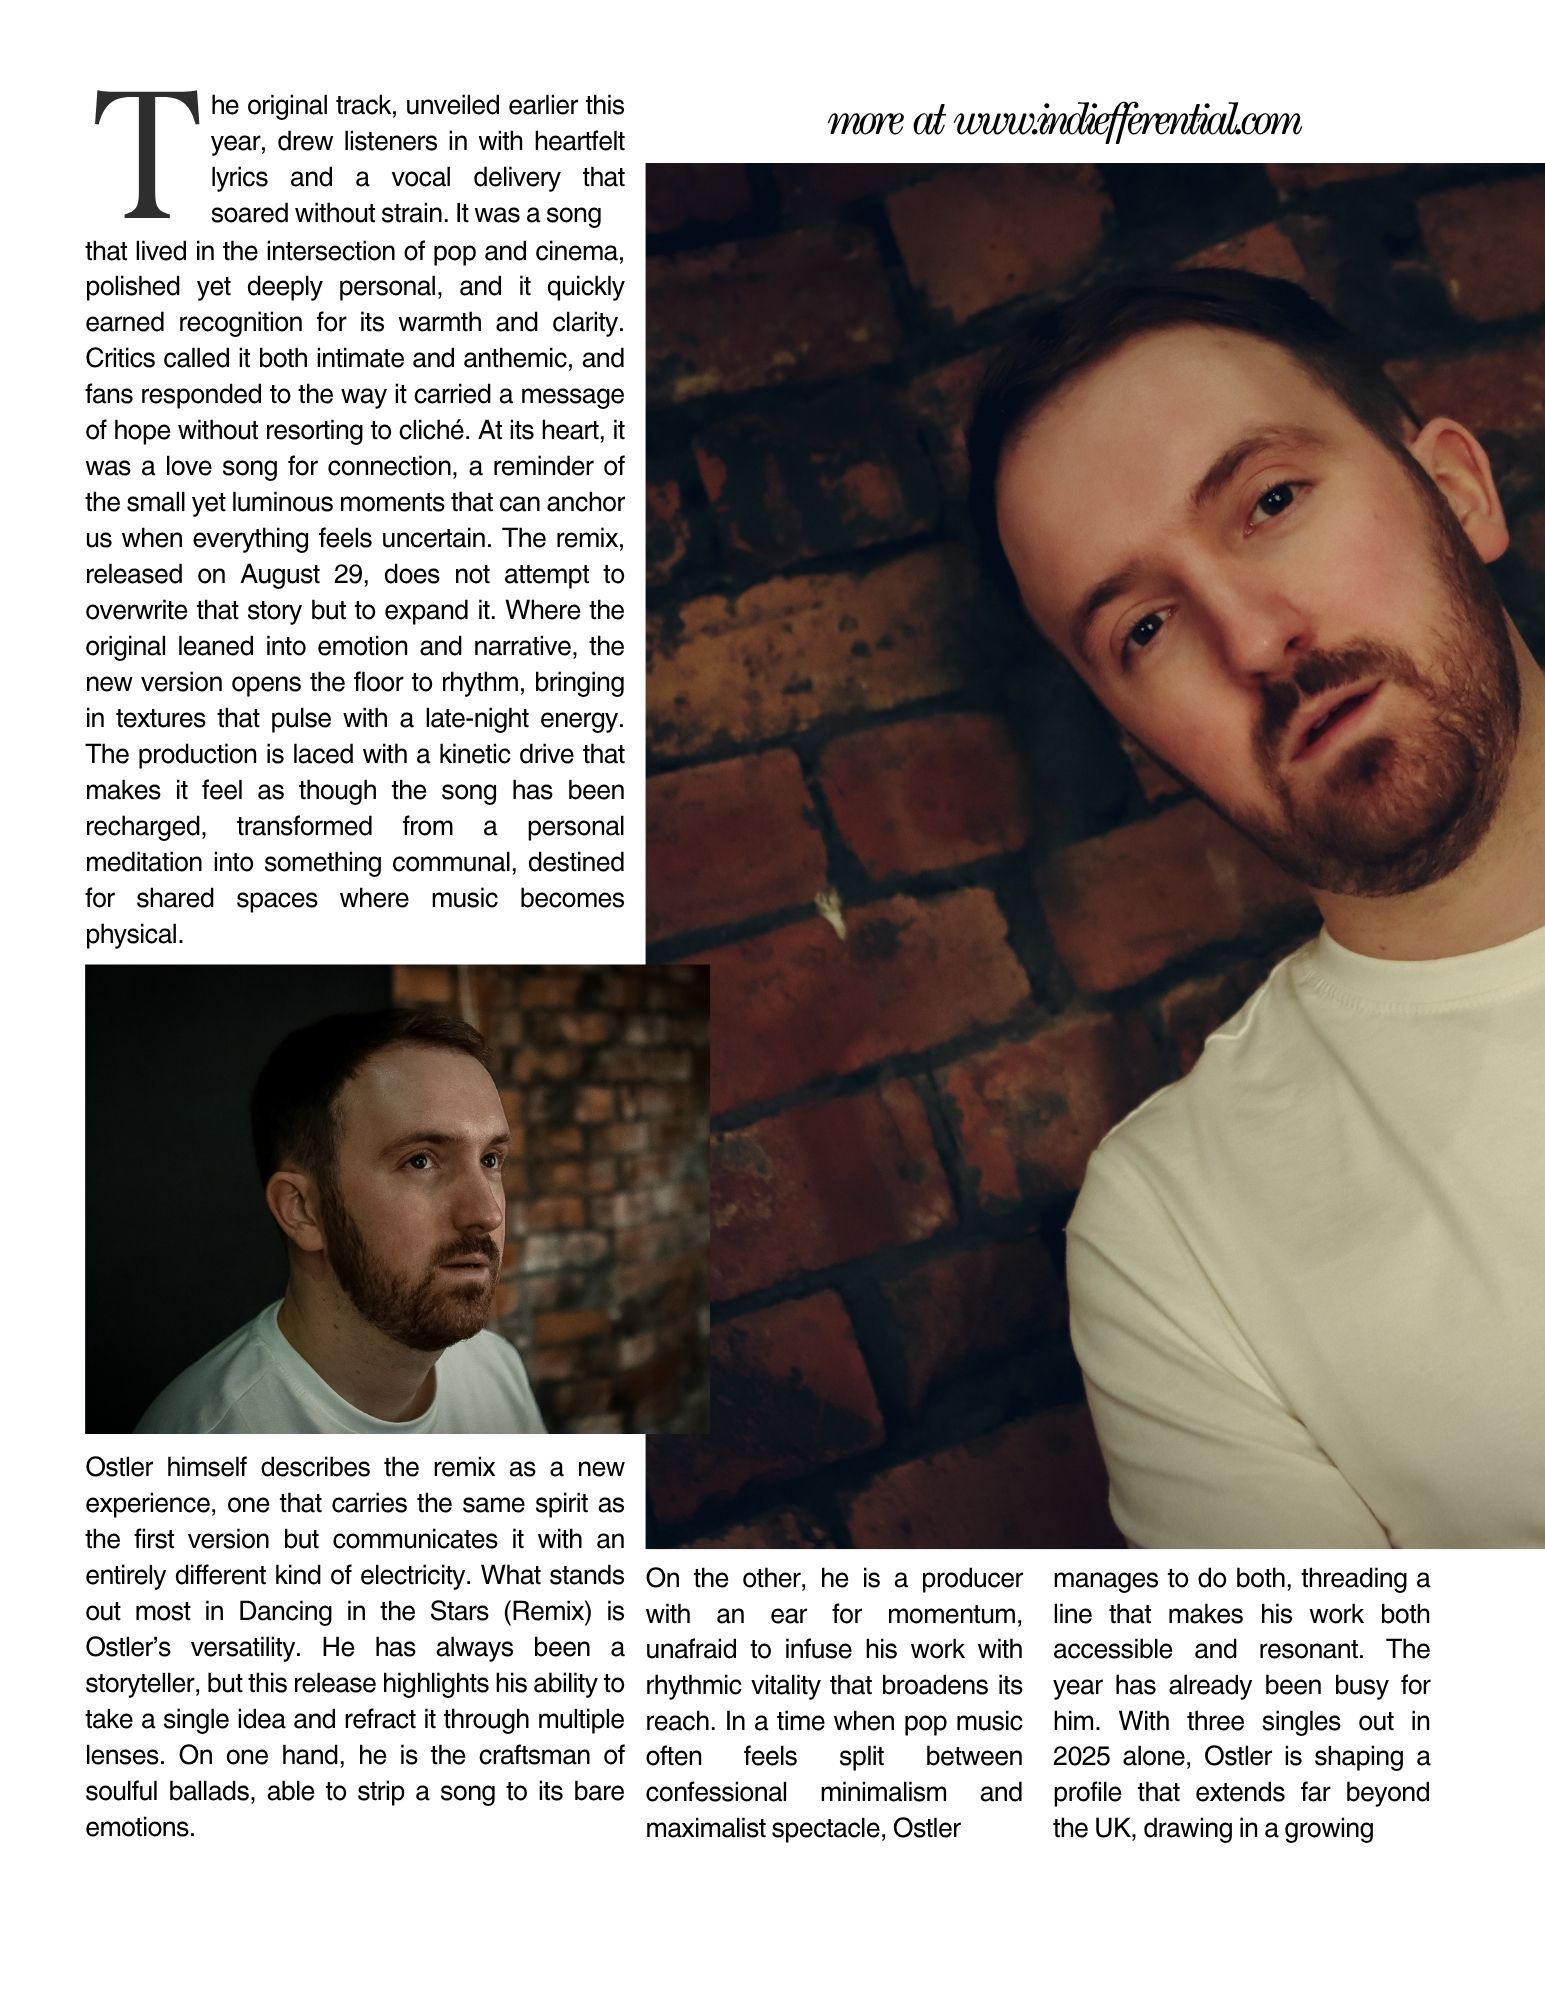 The original track, unveiled earlier this
year, drew listeners in with heartfelt
lyrics and a vocal delivery that
soared without strain. It was a song
that lived in the intersection of pop and cinema,
polished yet deeply personal, and it quickly
earned recognition for its warmth and clarity.
Critics called it both intimate and anthemic, and
fans responded to the way it carried a message
of hope without resorting to cliché. At its heart, it
was a love song for connection, a reminder of
the small yet luminous moments that can anchor
us when everything feels uncertain. The remix,
released on August 29, does not attempt to
overwrite that story but to expand it. Where the
original leaned into emotion and narrative, the
new version opens the floor to rhythm, bringing
in textures that pulse with a late-night energy.
The production is laced with a kinetic drive that
makes it feel as though the song has been
recharged, transformed from a personal
meditation into something communal, destined
for shared spaces where music becomes
physical.
more at www.indiefferential.com
Ostler himself describes the remix as a new
experience, one that carries the same spirit as
the first version but communicates it with an
entirely different kind of electricity. What stands
out most in Dancing in the Stars (Remix) is
Ostler’s versatility. He has always been a
storyteller, but this release highlights his ability to
take a single idea and refract it through multiple
lenses. On one hand, he is the craftsman of
soulful ballads, able to strip a song to its bare
emotions.
On the other, he is a producer
with an ear for momentum,
unafraid to infuse his work with
rhythmic vitality that broadens its
reach. In a time when pop music
often feels split between
confessional minimalism and
maximalist spectacle, Ostler
manages to do both, threading a
line that makes his work both
accessible and resonant. The
year has already been busy for
him. With three singles out in
2025 alone, Ostler is shaping a
profile that extends far beyond
the UK, drawing in a growing